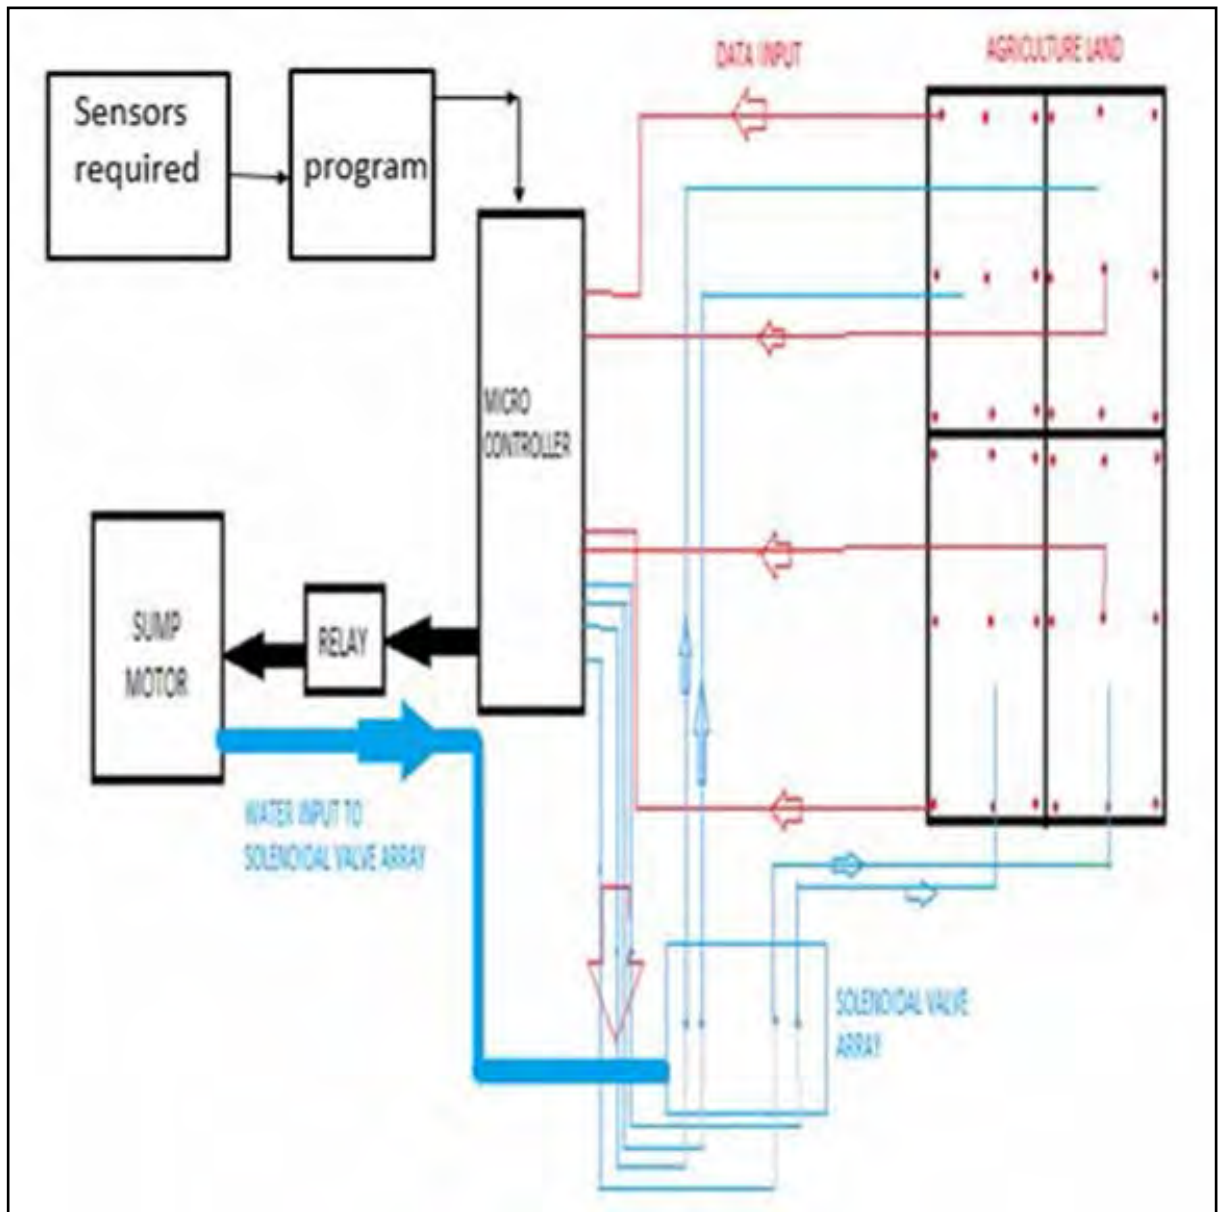 DATA INPUT
AGRICULTURE LAND
Sensors
required
program
MICRO
CONTROLLER
SUMP
MOTOR
RELAY
WATER INPUT TO
SOLENOIDAL VALVE ARRAY
SOLENOIDAL VALVE
ARRAY